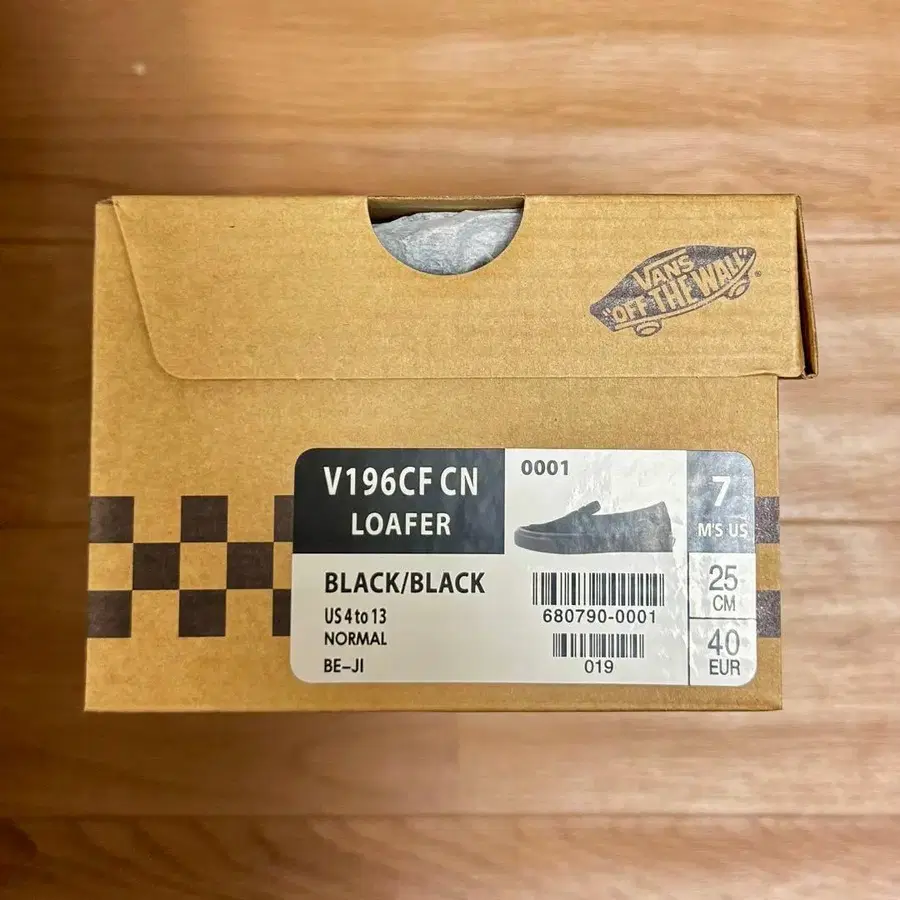 VANS
"OFF THE WALL"
®
V196CF CN
LOAFER
0001
7
M'S US
BLACK/BLACK
US 4 to 13
NORMAL
BE-JI
680790-0001
019
25
CM
40
EUR